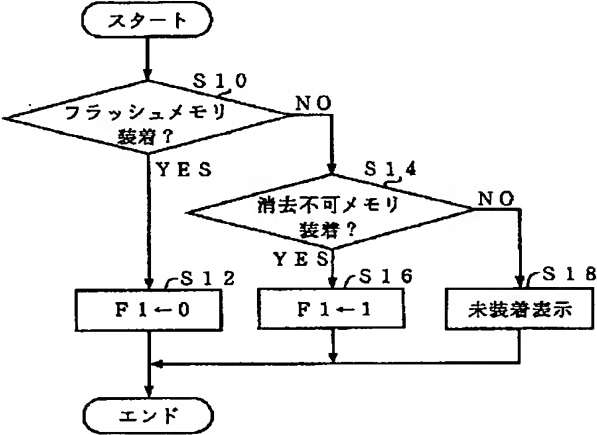 スタート
S10
フラッシュメモリ
装着?
NO
YES
S14
消去不可メモリ
装着?
NO
YES
S12
F1←0
S16
F1←1
S18
未装着表示
エンド